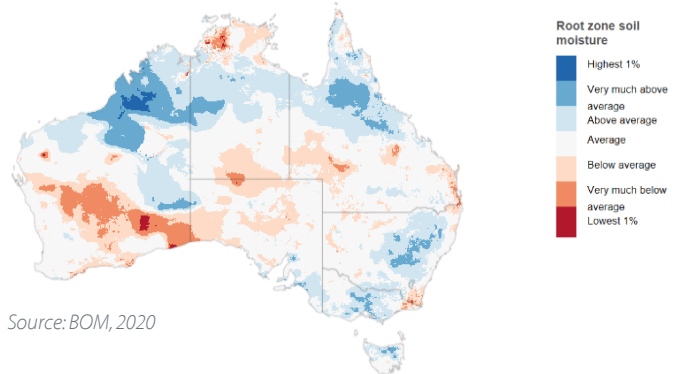 Root zone soil
moisture
Highest 1%
Very much above
average
Above average
Average
Below average
Very much below
average
Lowest 1%
Source: BOM, 2020